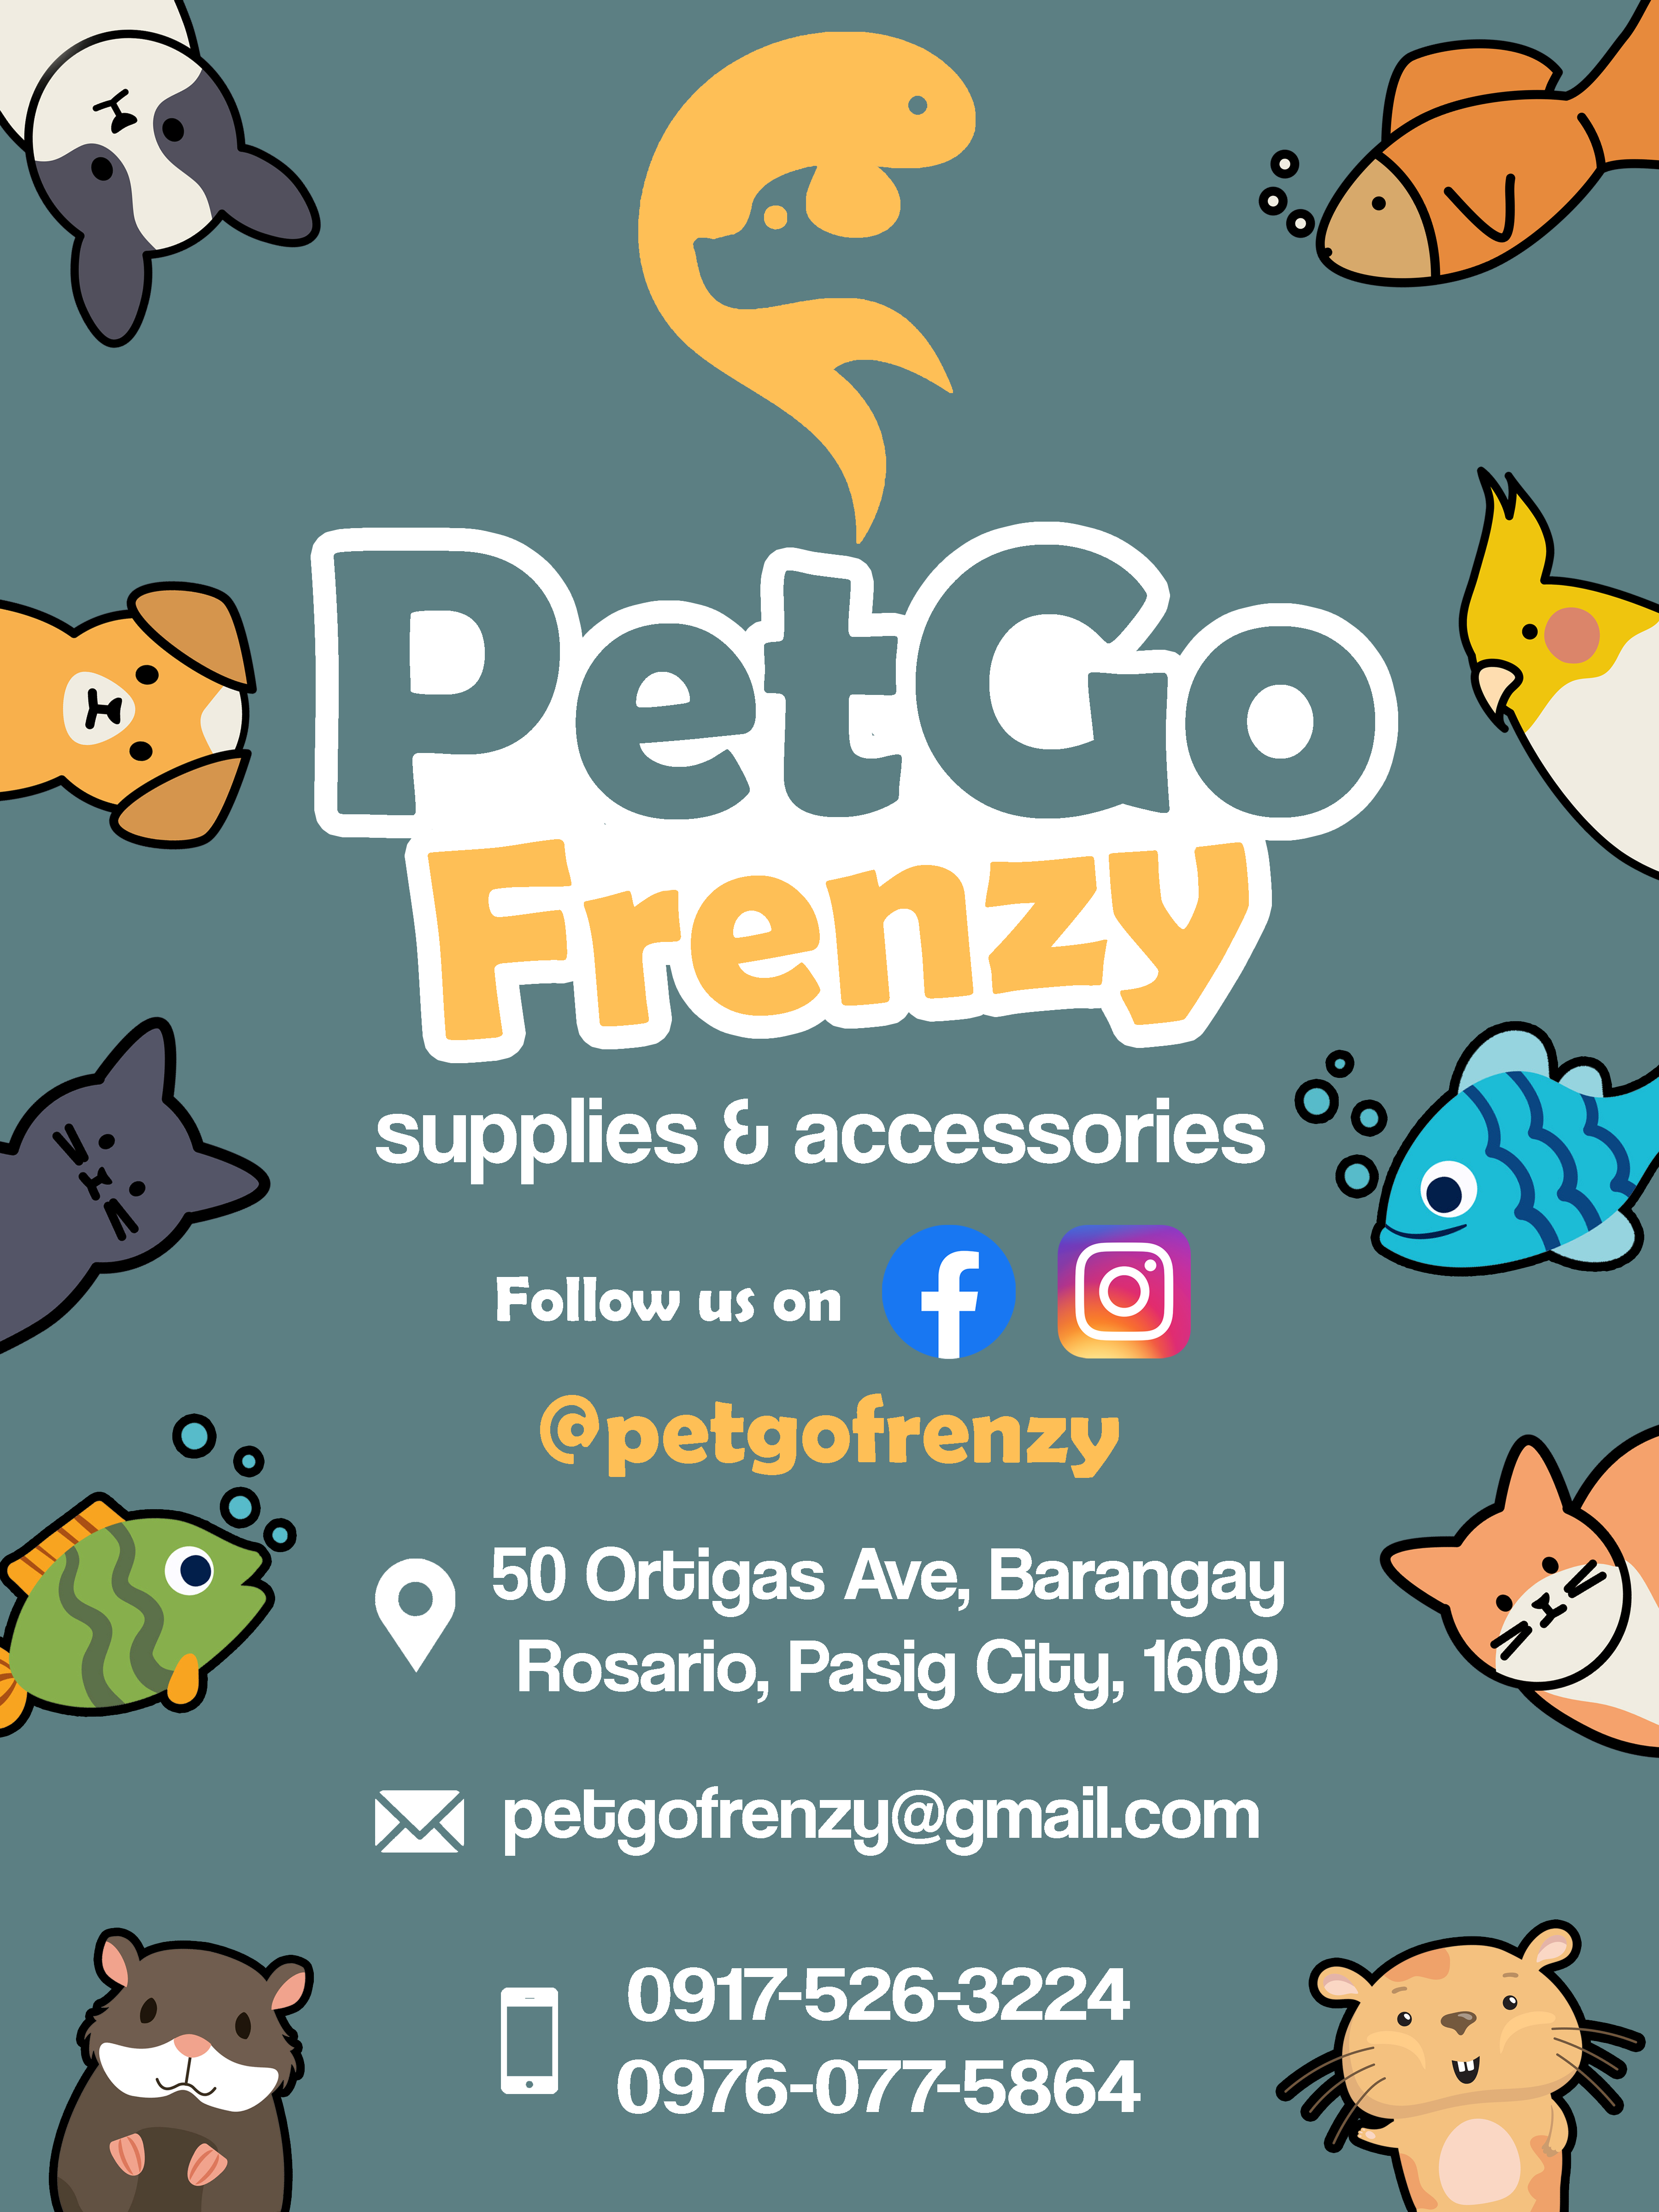 PetGo
Frenzy
supplies & accessories
Follow us on
@petgofrenzy
50 Ortigas Ave, Barangay
Rosario, Pasig City, 1609
petgofrenzy@gmail.com
0917-526-3224
0976-077-5864